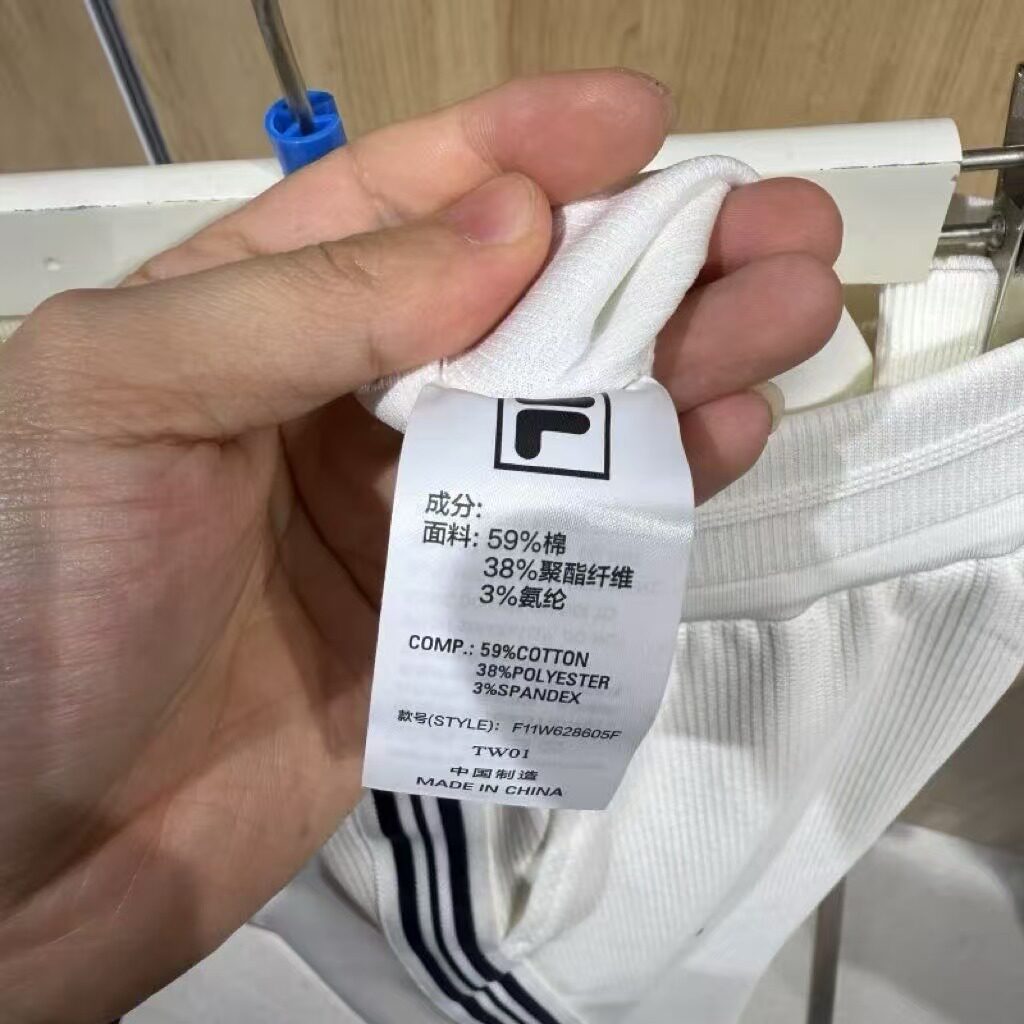 成分:
面料: 59%棉
38%聚酯纤维
3%氨纶
COMP.: 59%COTTON
38%POLYESTER
3%SPANDEX
款号(STYLE): F11W628605F
TW01
中国制造
MADE IN CHINA